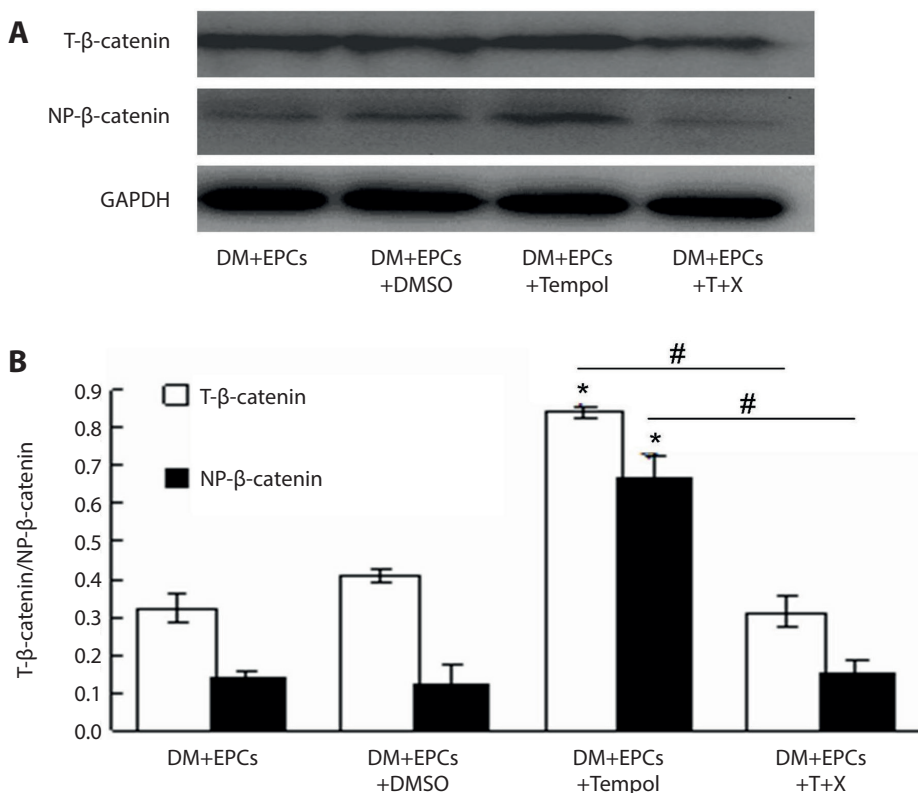 A
T-β-catenin
NP-β-catenin
GAPDH
DM+EPCs
DM+EPCs
+DMSO
DM+EPCs
+Tempol
DM+EPCs
+T+X
B
T-β-catenin/NP-β-catenin
0.9
0.8
0.7
0.6
0.5
0.4
0.3
0.2
0.1
0.0
T-β-catenin
NP-β-catenin
#
*
#
*
DM+EPCs
DM+EPCs
+DMSO
DM+EPCs
+Tempol
DM+EPCs
+T+X